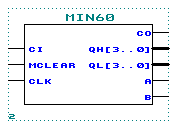 MIN60
CO
CI QH[3..0]
MCLEAR QL[3..0]
CLK A
B
2